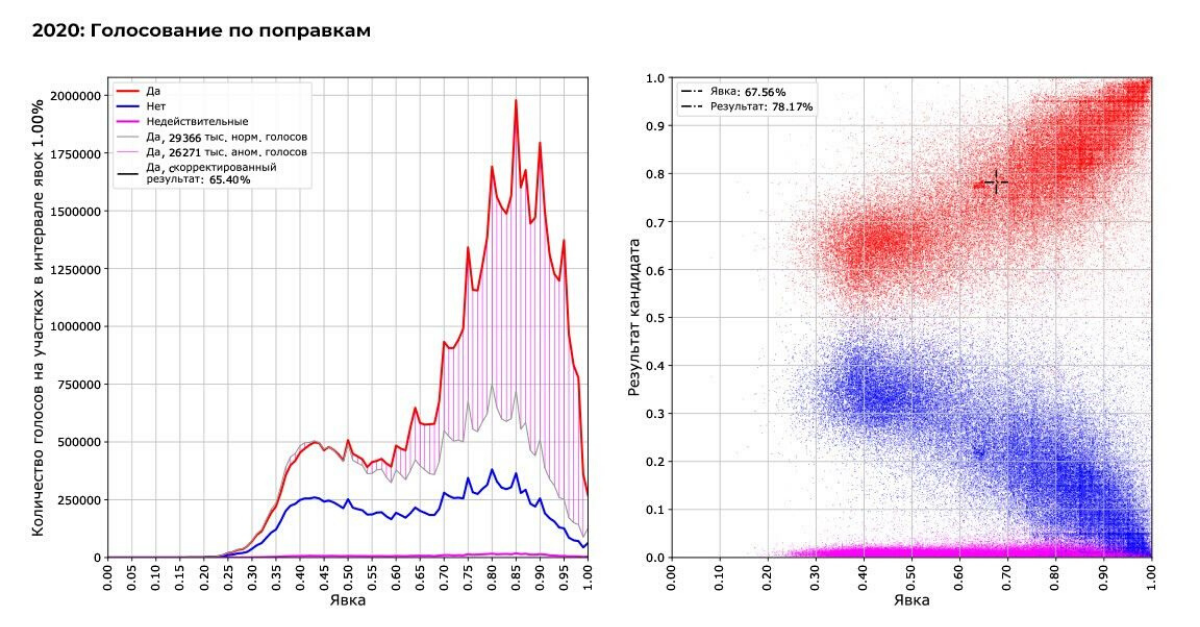 2020: Голосование по поправкам
Количество голосов на участках в интервале явок 1.00%
2000000
1750000
1500000
1250000
1000000
750000
500000
250000
0
Да
Нет
Недействительные
Да, 29366 тыс. норм. голосов
Да, 26271 тыс. аном. голосов
Да, скорректированный
результат: 65.40%
0.00 0.05 0.10 0.15 0.20 0.25 0.30 0.35 0.40 0.45 0.50 0.55 0.60 0.65 0.70 0.75 0.80 0.85 0.90 0.95 1.00
Явка
Результат кандидата
1.0
0.9
0.8
0.7
0.6
0.5
0.4
0.3
0.2
0.1
0.0
Явка: 67.56%
Результат: 78.17%
0.00 0.10 0.20 0.30 0.40 0.50 0.60 0.70 0.80 0.90 1.00
Явка